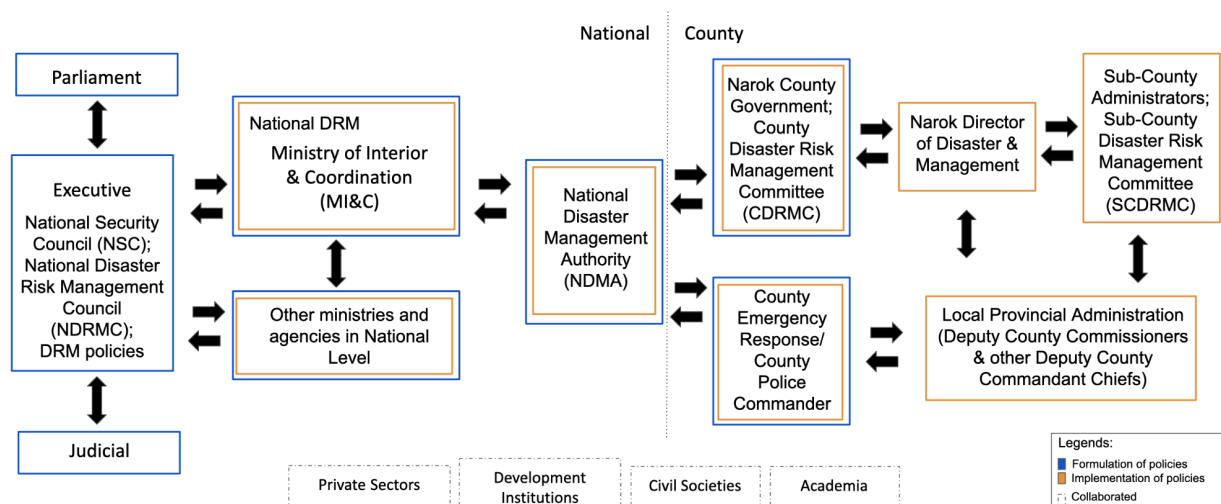 National
County
Parliament
Executive
National Security
Council (NSC);
National Disaster
Risk Management
Council
(NDRMC);
DRM policies
Judicial
National DRM
Ministry of Interior
& Coordination
(MI&C)
Other ministries and
agencies in National
Level
National
Disaster
Management
Authority
(NDMA)
Narok County
Government;
County
Disaster Risk
Management
Committee
(CDRMC)
Narok Director
of Disaster &
Management
Sub-County
Administrators;
Sub-County
Disaster Risk
Management
Committee
(SCDRMC)
County
Emergency
Response/
County
Police
Commander
Local Provincial Administration
(Deputy County Commissioners
& other Deputy County
Commandant Chiefs)
Private Sectors
Development
Institutions
Civil Societies
Academia
Legends:
Formulation of policies
Implementation of policies
Collaborated